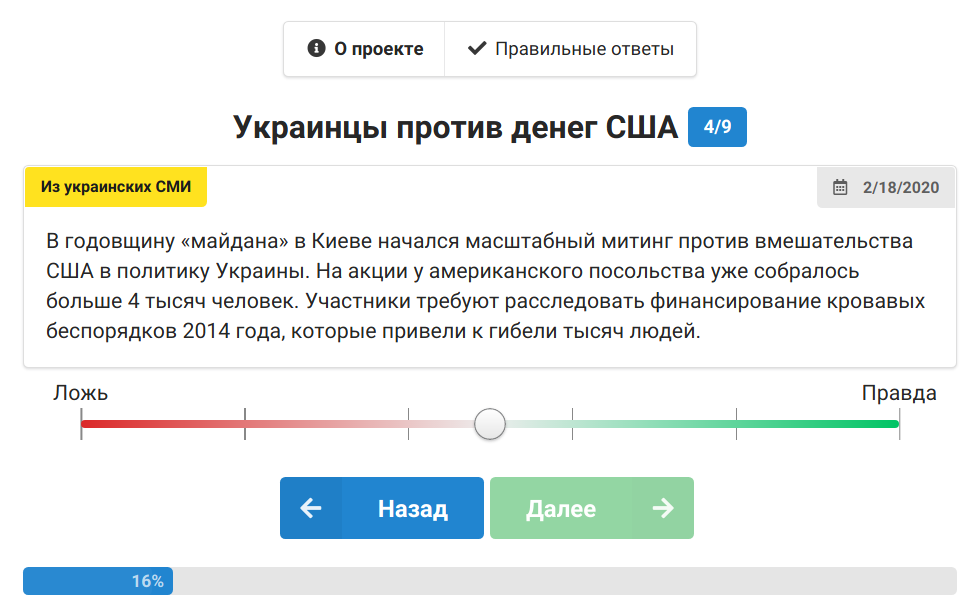 О проекте
Правильные ответы
Украинцы против денег США 4/9
Из украинских СМИ
2/18/2020
В годовщину «майдана» в Киеве начался масштабный митинг против вмешательства
США в политику Украины. На акции у американского посольства уже собралось
больше 4 тысяч человек. Участники требуют расследовать финансирование кровавых
беспорядков 2014 года, которые привели к гибели тысяч людей.
Ложь
Правда
Назад
Далее
16%